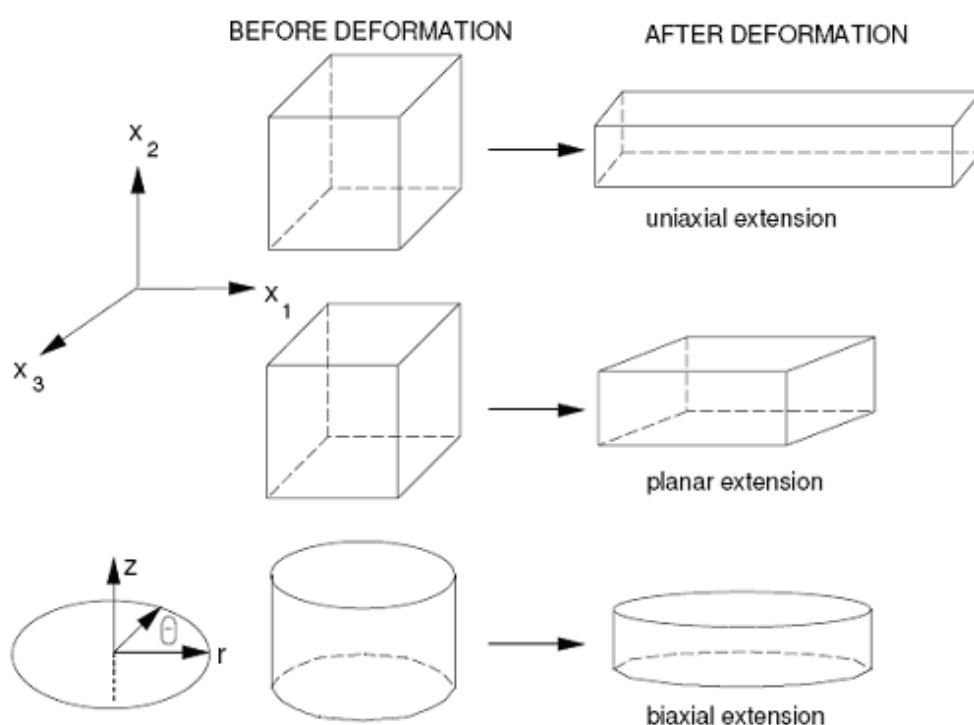 BEFORE DEFORMATION
AFTER DEFORMATION
x2
x1
x3
uniaxial extension
planar extension
z
Θ
r
biaxial extension